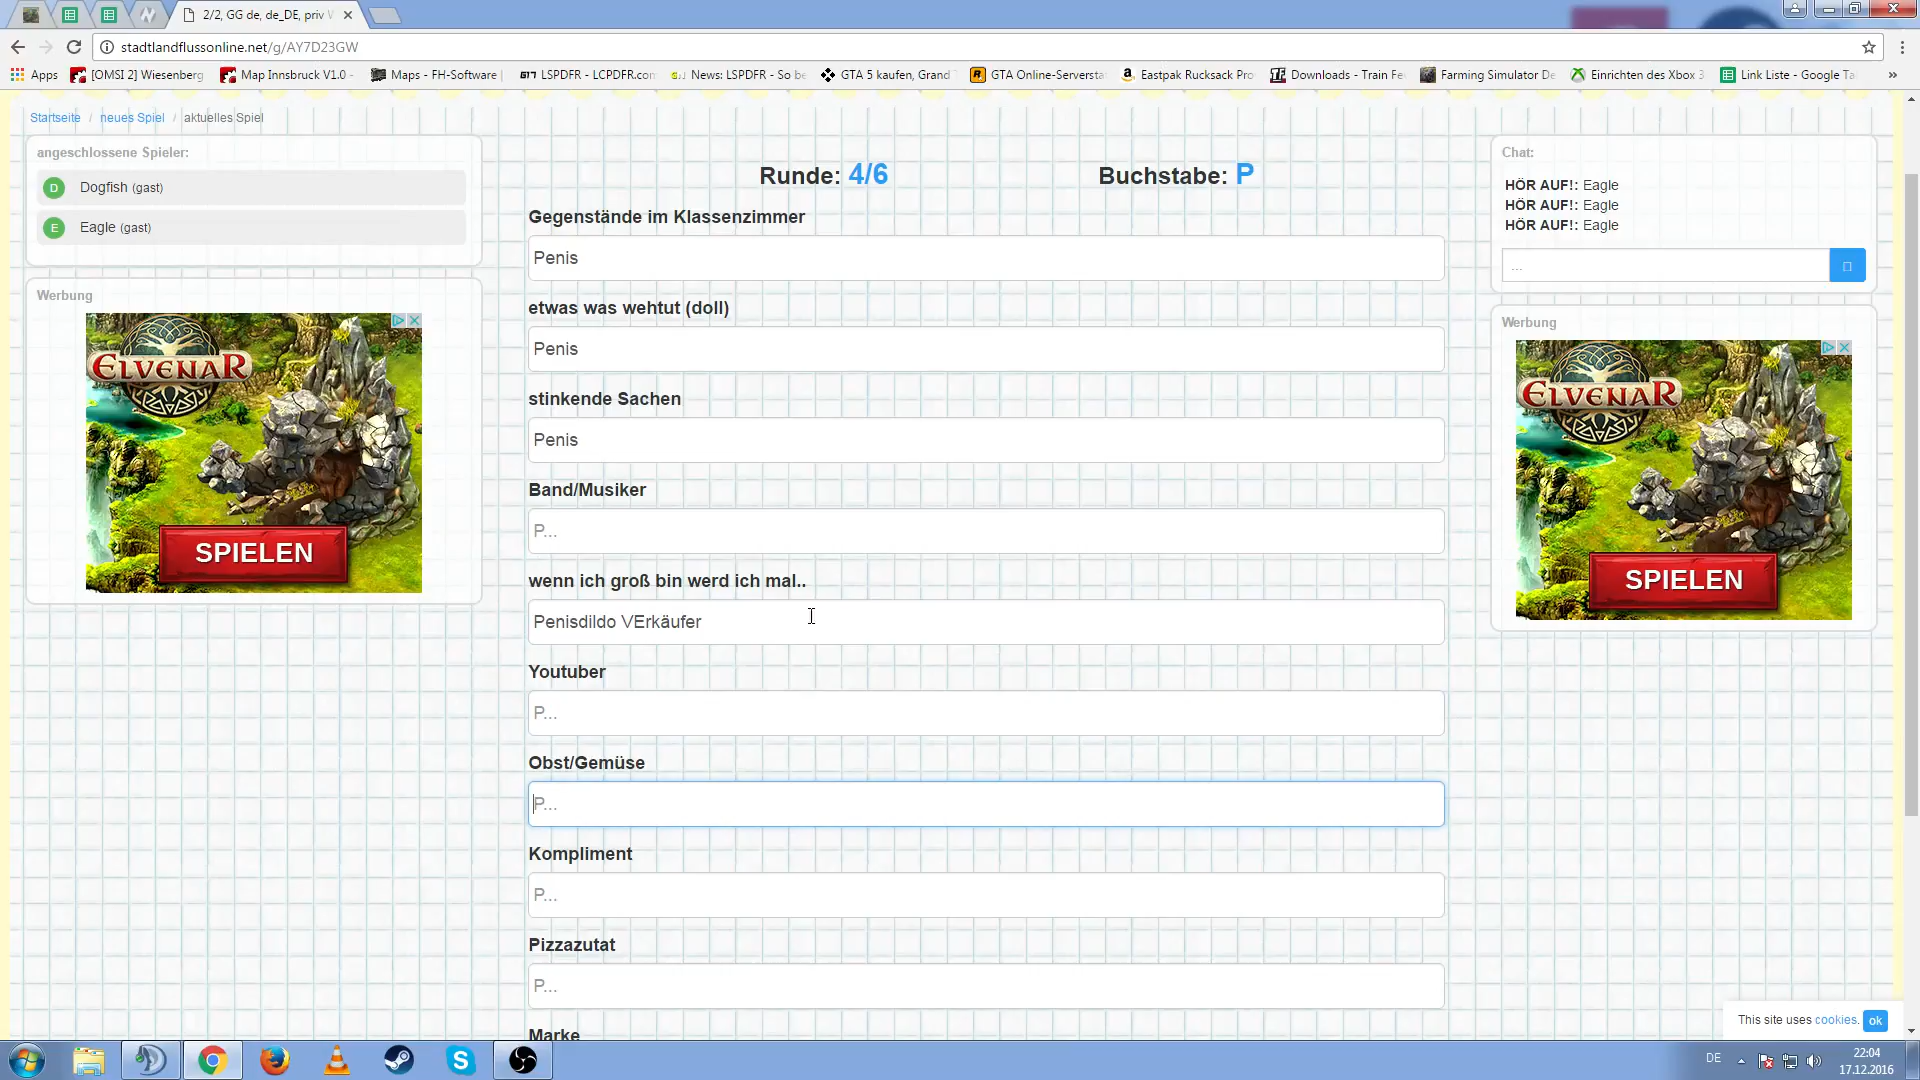 2/2, GG de, de_DE, priv
stadtlandflussonline.net/g/AY7D23GW
Apps [OMSI 2] Wiesenberg Map Innsbruck V1.0 - Maps - FH-Software LSPDFR - LCPDFR.com News: LSPDFR - So be GTA 5 kaufen, Grand GTA Online-Serversta Eastpak Rucksack Pro Downloads - Train Fe Farming Simulator De Einrichten des Xbox 3 Link Liste - Google Ta »
Startseite / neues Spiel / aktuelles Spiel
angeschlossene Spieler:
D Dogfish (gast)
E Eagle (gast)
Werbung
ELVENAR
SPIELEN
Runde: 4/6 Buchstabe: P
Gegenstände im Klassenzimmer
Penis
etwas was wehtut (doll)
Penis
stinkende Sachen
Penis
Band/Musiker
P...
wenn ich groß bin werd ich mal..
Penisdildo VErkäufer
Youtuber
P...
Obst/Gemüse
P...
Kompliment
P...
Pizzazutat
P...
Marke
Chat:
HÖR AUF!: Eagle
HÖR AUF!: Eagle
HÖR AUF!: Eagle
...
Werbung
ELVENAR
SPIELEN
This site uses cookies. ok
DE
22:04
17.12.2016